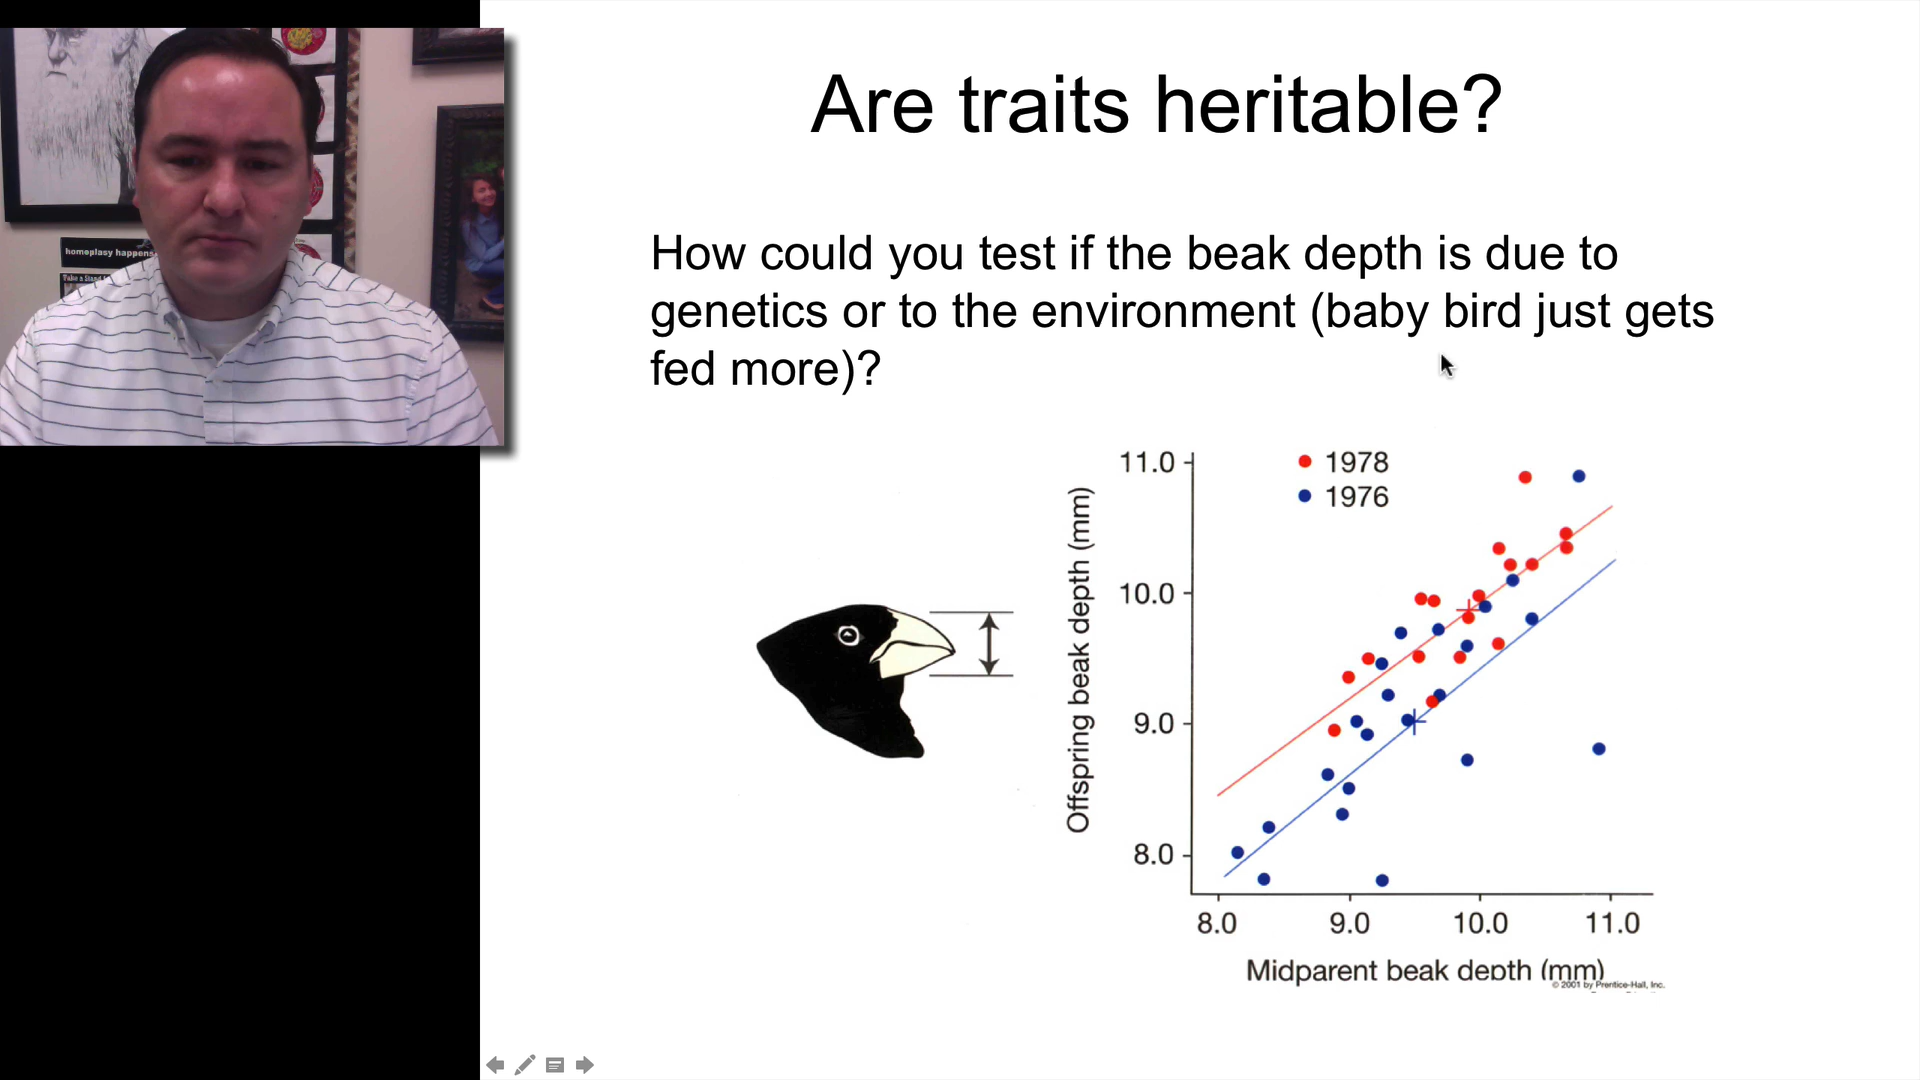 homoplasy happens
Are traits heritable?
How could you test if the beak depth is due to
genetics or to the environment (baby bird just gets
fed more)?
1978
1976
Offspring beak depth (mm)
11.0
10.0
9.0
8.0
8.0 9.0 10.0 11.0
Midparent beak depth (mm)
© 2001 by Prentice-Hall, Inc.